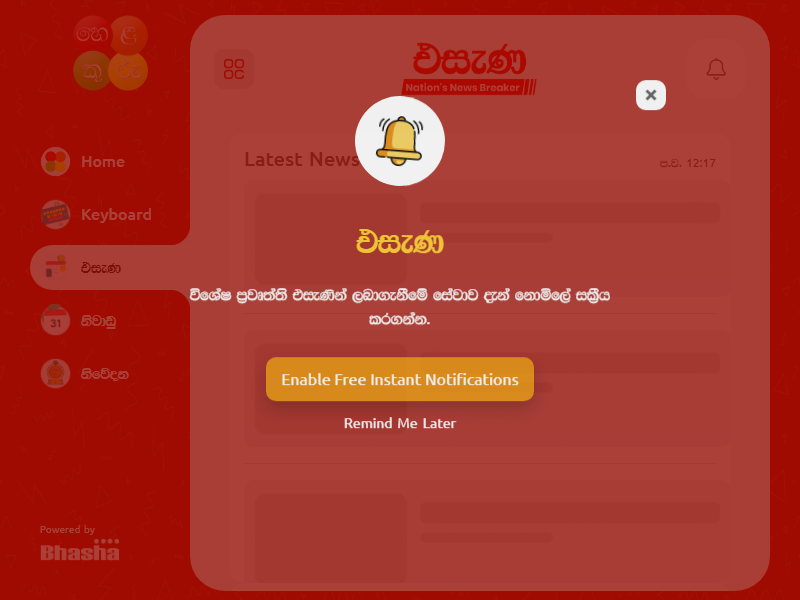 හෙ ළ
කු රු
Home
Keyboard
එසැණ
නිවාඩු
31
නිවේදන
Powered by
Bhasha
එසැණ
Nation's News Breaker
Latest News
ප.ව. 12:17
එසැණ
විශේෂ ප්‍රවෘත්ති එසැණින් ලබාගැනීමේ සේවාව දැන් නොමිලේ සක්‍රීය
කරගන්න.
Enable Free Instant Notifications
Remind Me Later